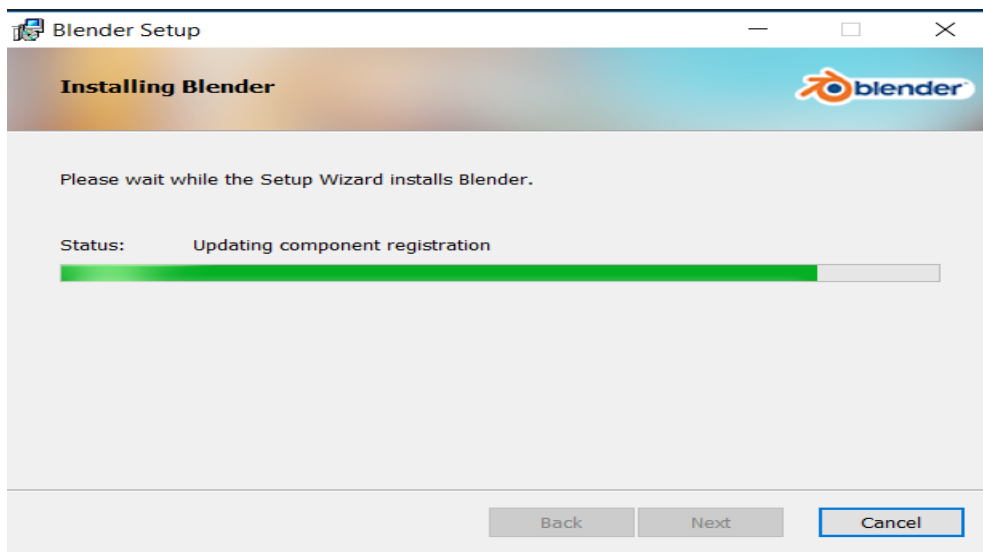 Blender Setup
Installing Blender
blender
Please wait while the Setup Wizard installs Blender.
Status: Updating component registration
Back Next Cancel